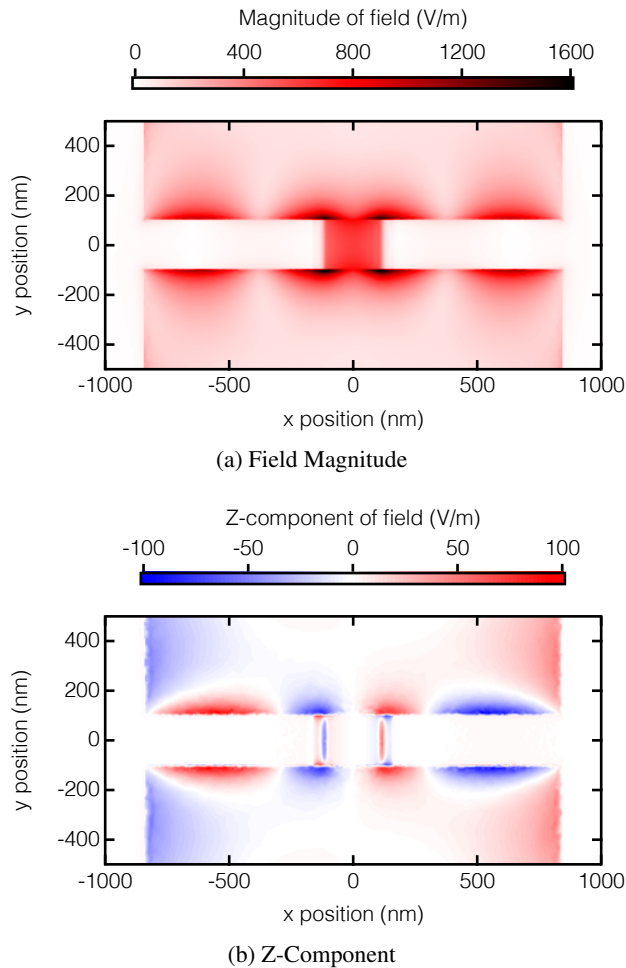 Magnitude of field (V/m)
0 400 800 1200 1600
400
200
0
-200
-400
y position (nm)
-1000 -500 0 500 1000
x position (nm)
(a) Field Magnitude
Z-component of field (V/m)
-100 -50 0 50 100
400
200
0
-200
-400
y position (nm)
-1000 -500 0 500 1000
x position (nm)
(b) Z-Component